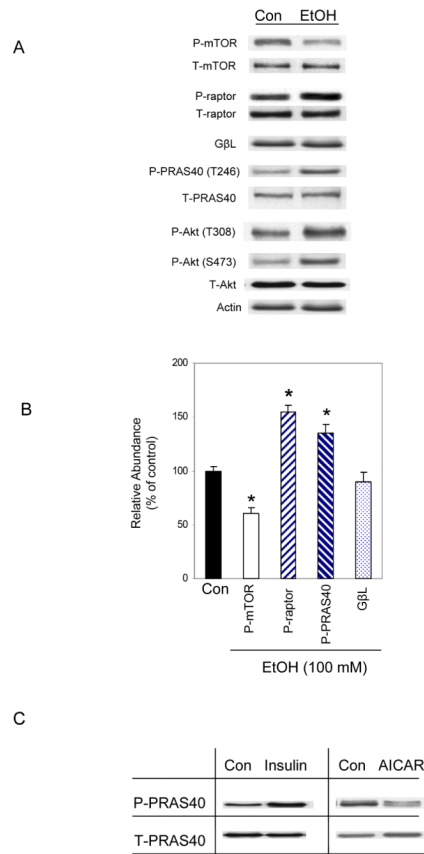 A
Con EtOH
P-mTOR
T-mTOR
P-raptor
T-raptor
GβL
P-PRAS40 (T246)
T-PRAS40
P-Akt (T308)
P-Akt (S473)
T-Akt
Actin
B
Relative Abundance
(% of control)
200
150
100
50
0
* * *
Con
P-mTOR
P-raptor
P-PRAS40
GβL
EtOH (100 mM)
C
Con Insulin Con AICAR
P-PRAS40
T-PRAS40